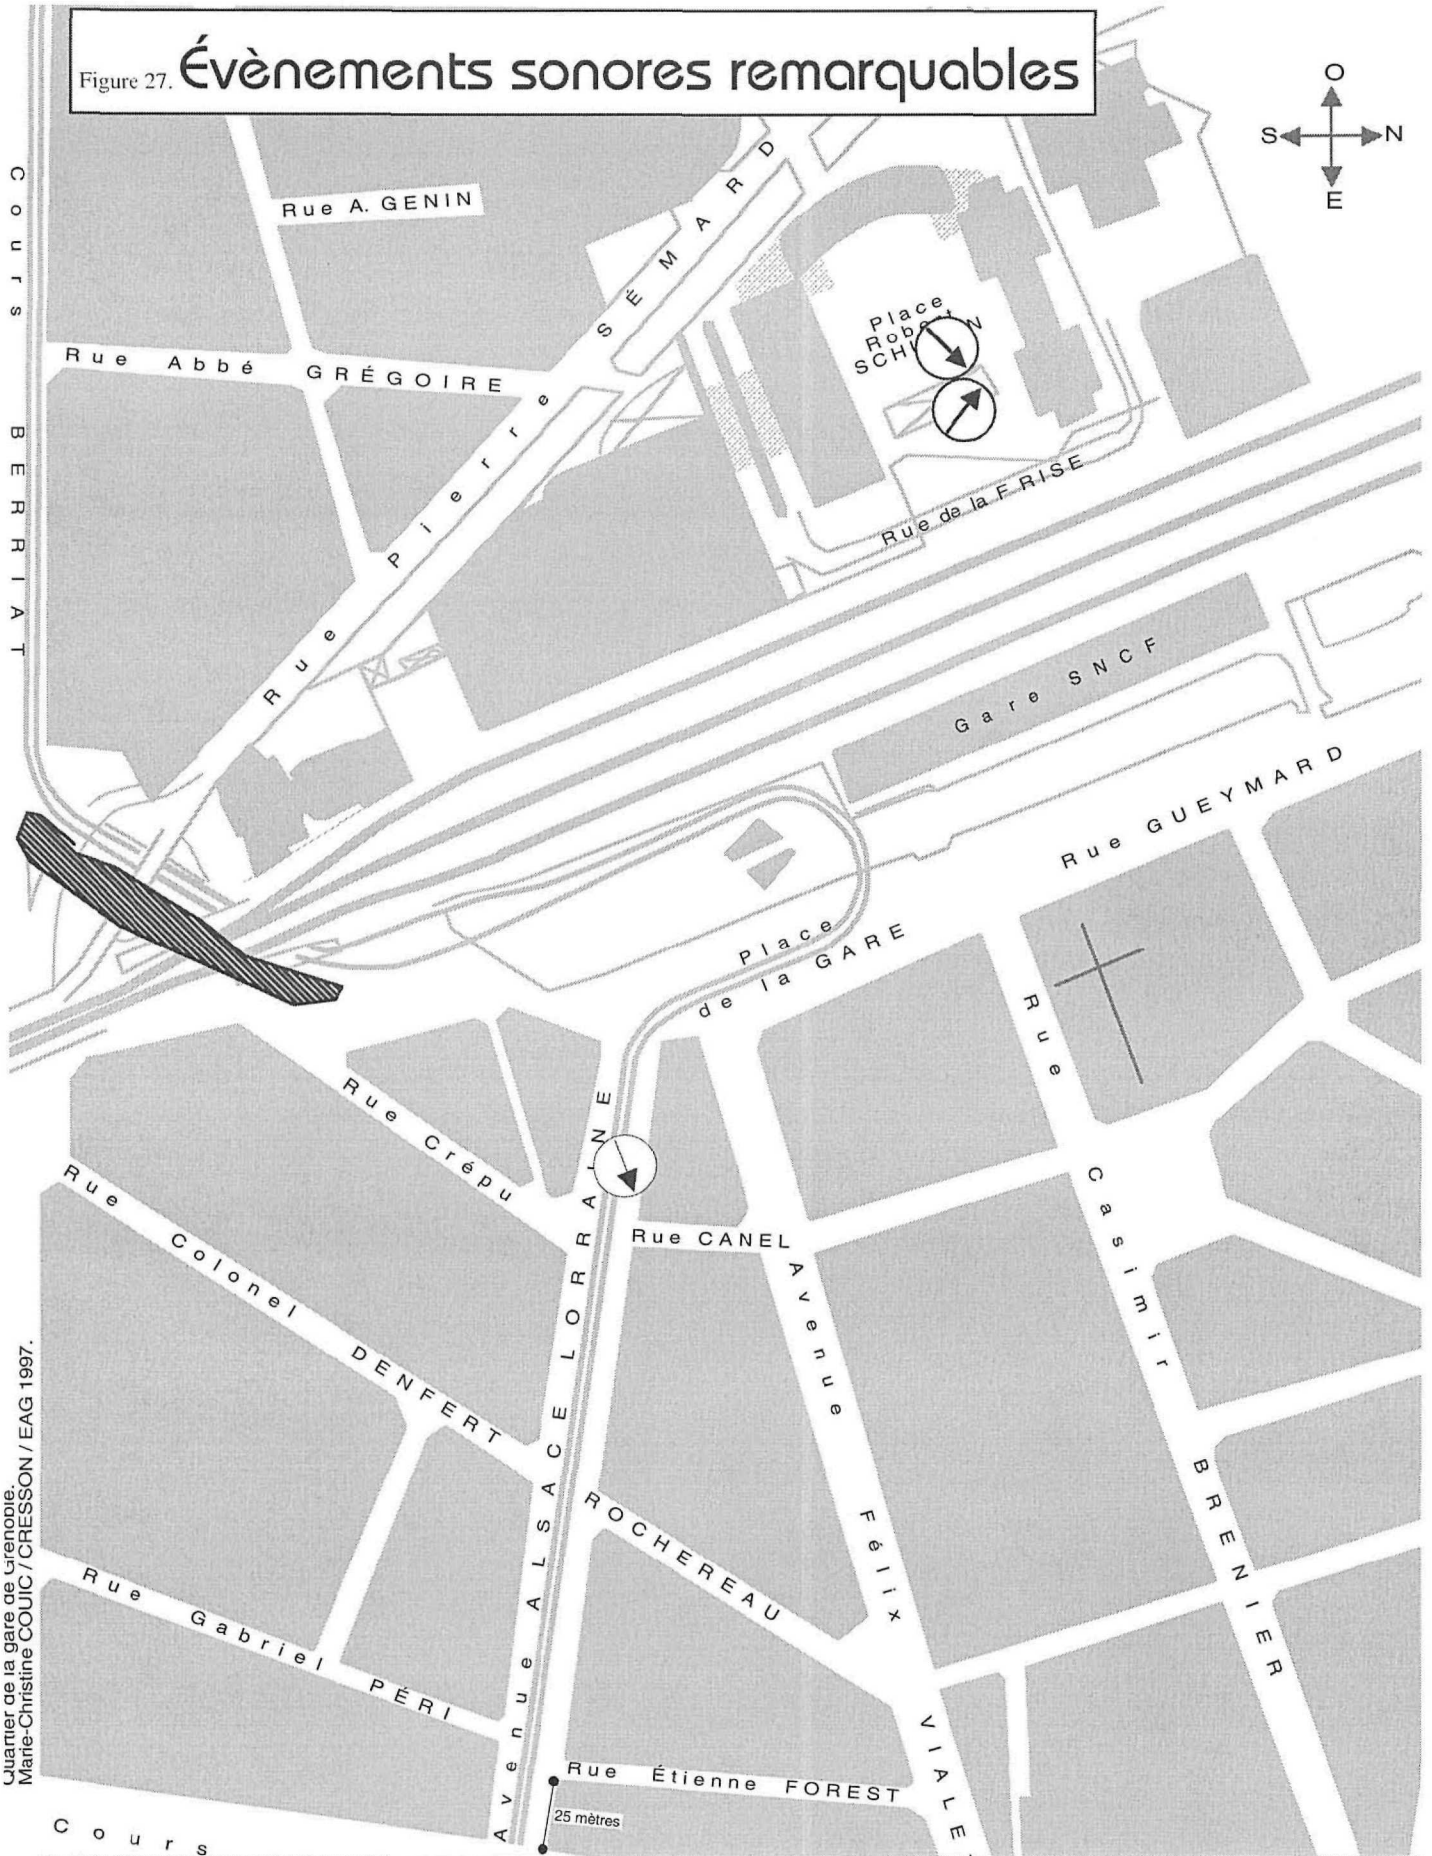 Figure 27. Évènements sonores remarquables
O
S N
E
Cours BERRIAT
Rue A. GENIN
Rue Abbé GRÉGOIRE
Rue Pierre SÉMARD
Place
SCH
Rue de la FRISE
Gare SNCF
Rue GUEYMARD
Place
de la GARE
Rue Crépu
Rue Casimir BRENIER
Rue CANEL
Rue Colonel DENFERT ROCHEREAU
Avenue ALSACE LORRAINE
Avenue Félix VIALET
Rue Gabriel PÉRI
Rue Étienne FOREST
25 mètres
Cours
Quartier de la gare de Grenoble.
Marie-Christine COUIC / CRESSON / EAG 1997.